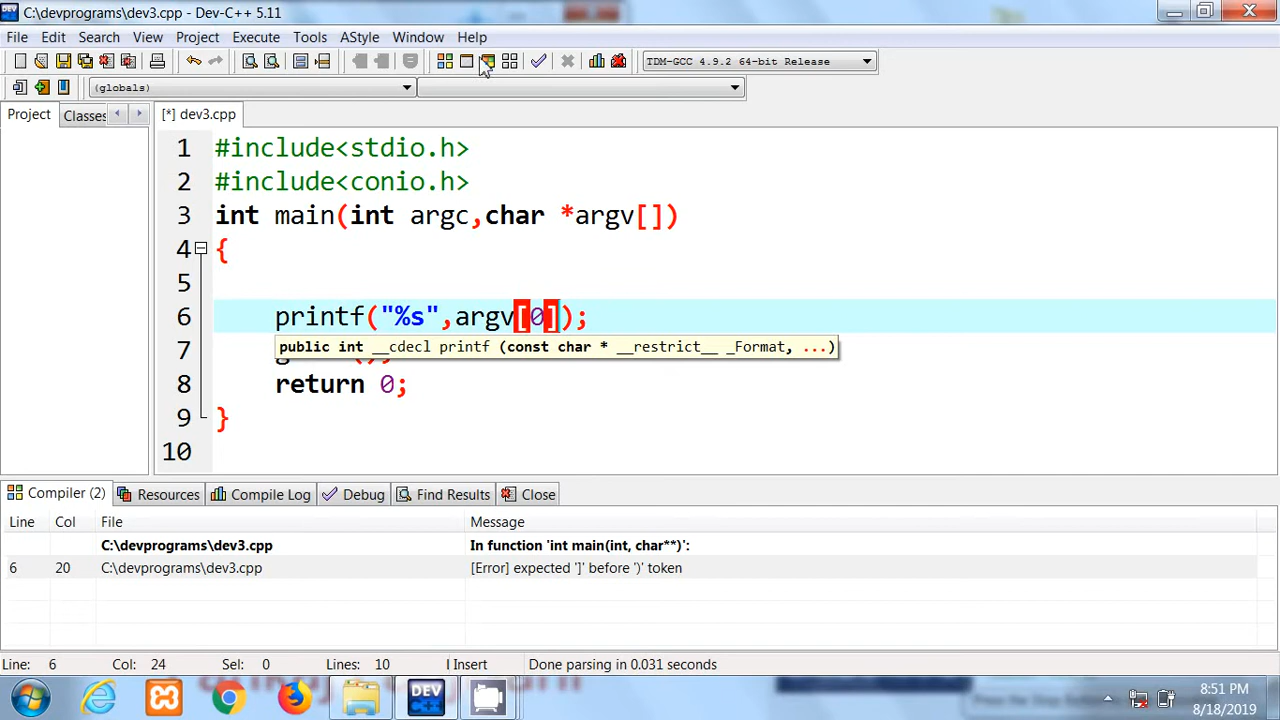 C:\devprograms\dev3.cpp - Dev-C++ 5.11
File Edit Search View Project Execute Tools AStyle Window Help
TDM-GCC 4.9.2 64-bit Release
(globals)
Project Classes [*] dev3.cpp
1 #include<stdio.h>
2 #include<conio.h>
3 int main(int argc,char *argv[])
4 {
5
6 printf("%s",argv[0]);
public int __cdecl printf (const char * __restrict__ _Format, ...)
7
8 return 0;
9 }
10
Compiler (2) Resources Compile Log Debug Find Results Close
Line Col File Message
C:\devprograms\dev3.cpp In function 'int main(int, char**)':
6 20 C:\devprograms\dev3.cpp [Error] expected ']' before ')' token
Line: 6 Col: 24 Sel: 0 Lines: 10 Insert Done parsing in 0.031 seconds
DEV C++
8:51 PM
8/18/2019